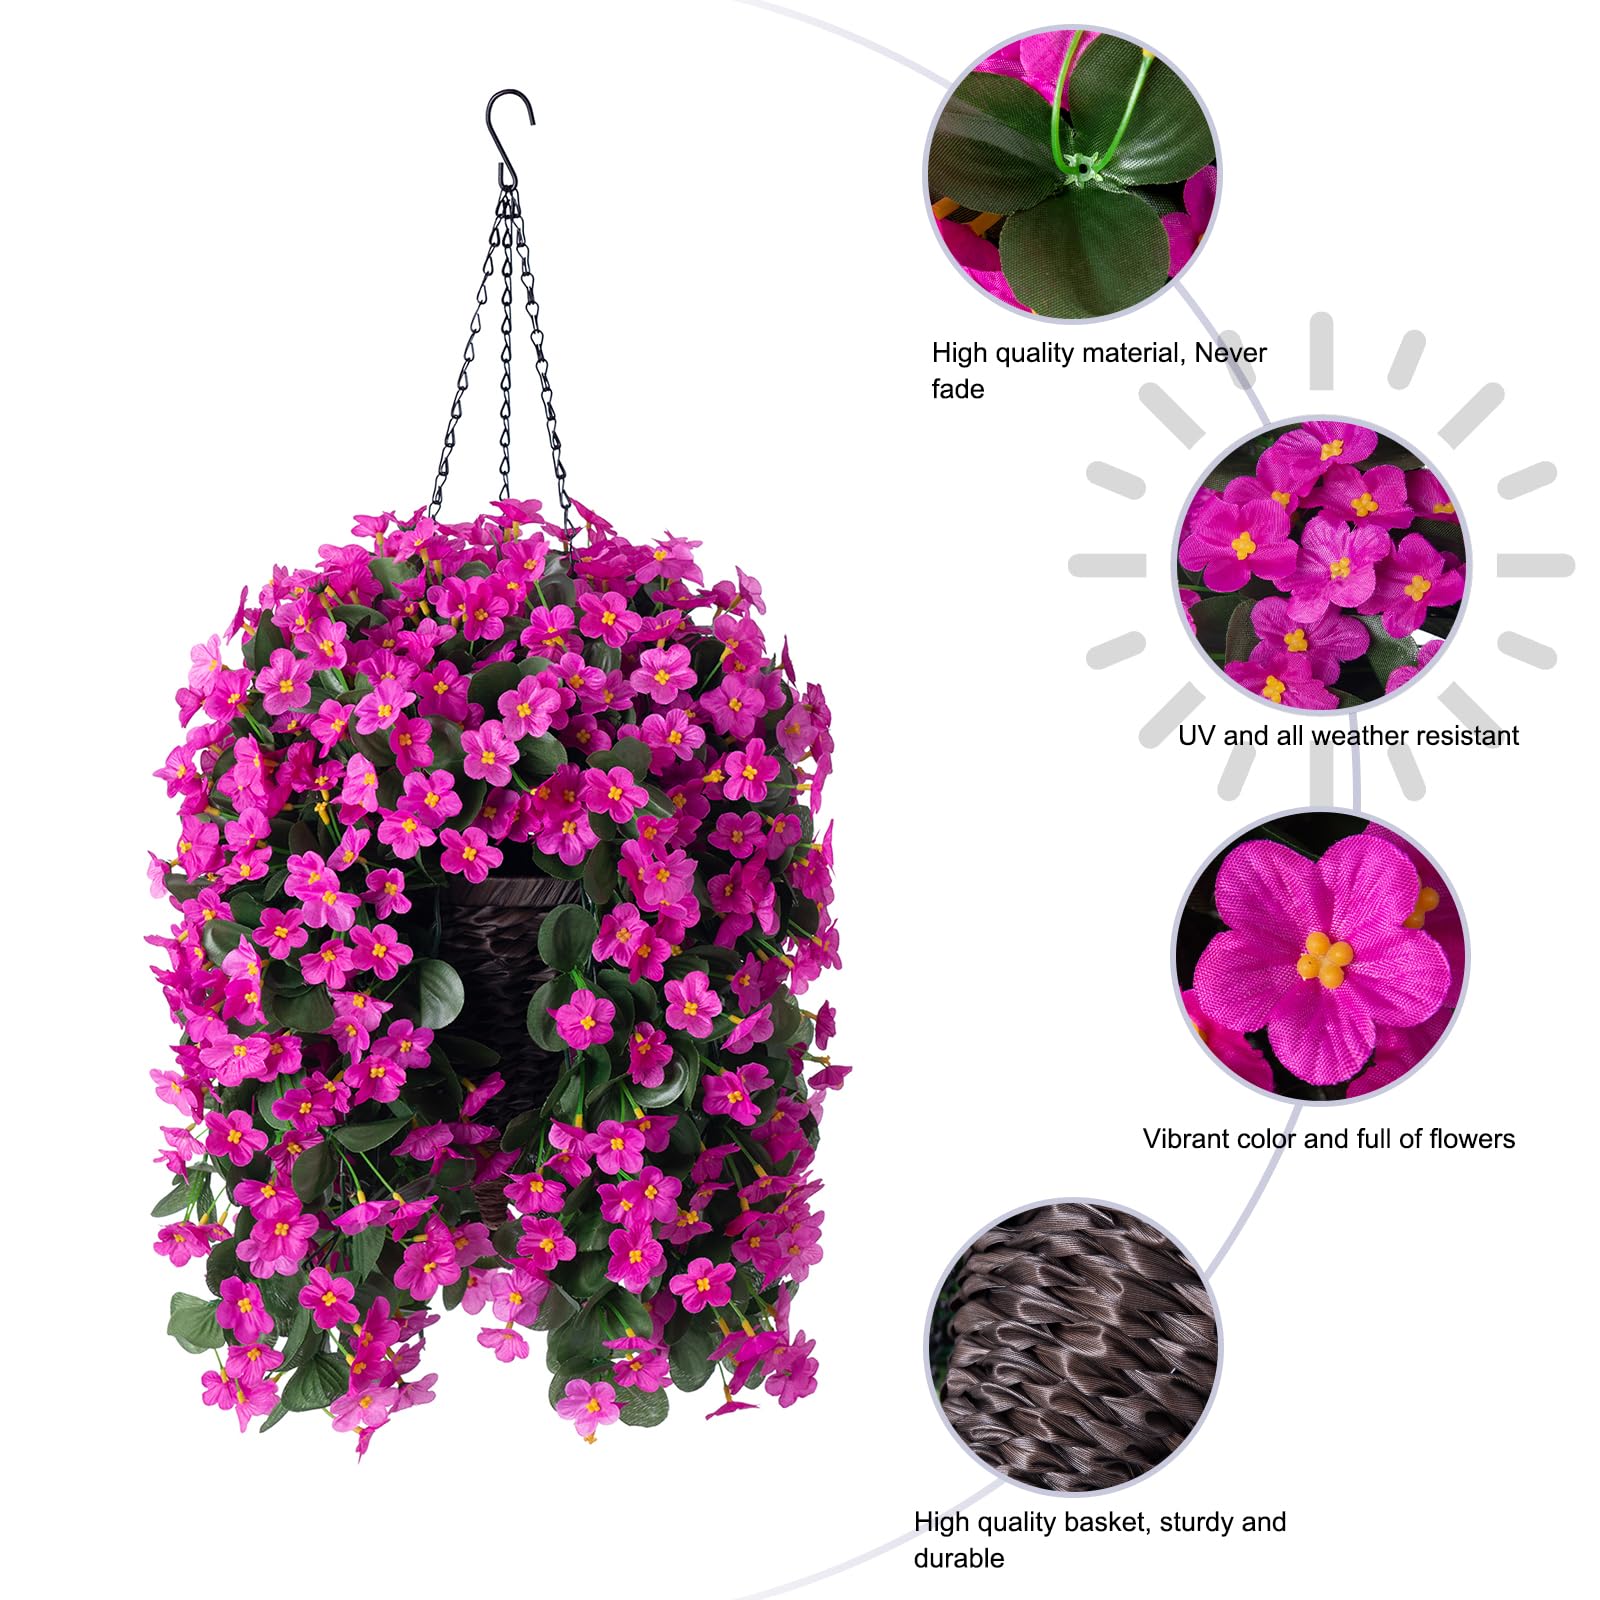 High quality material, Never
fade
UV and all weather resistant
Vibrant color and full of flowers
High quality basket, sturdy and
durable